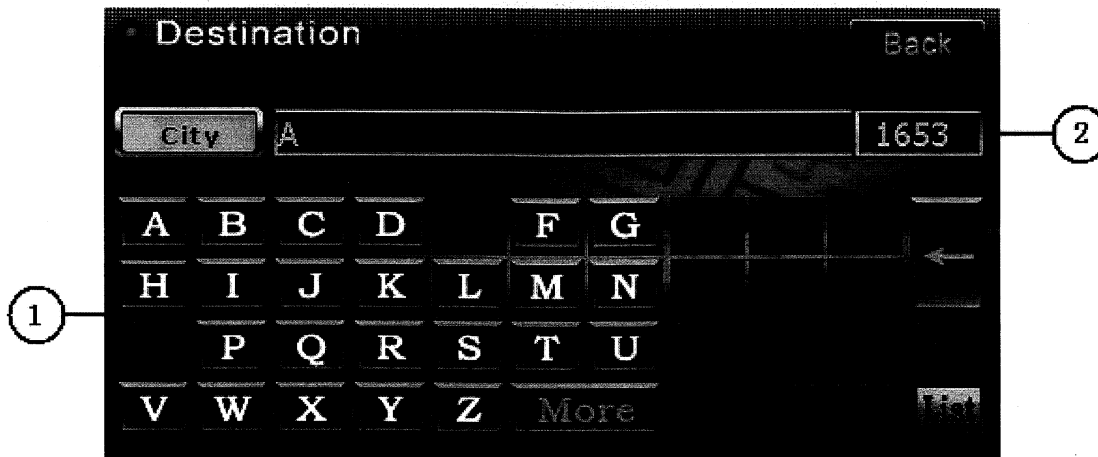 Destination
Back
City A 1653
2
A B C D F G
H I J K L M N
1
P Q R S T U
V W X Y Z More List